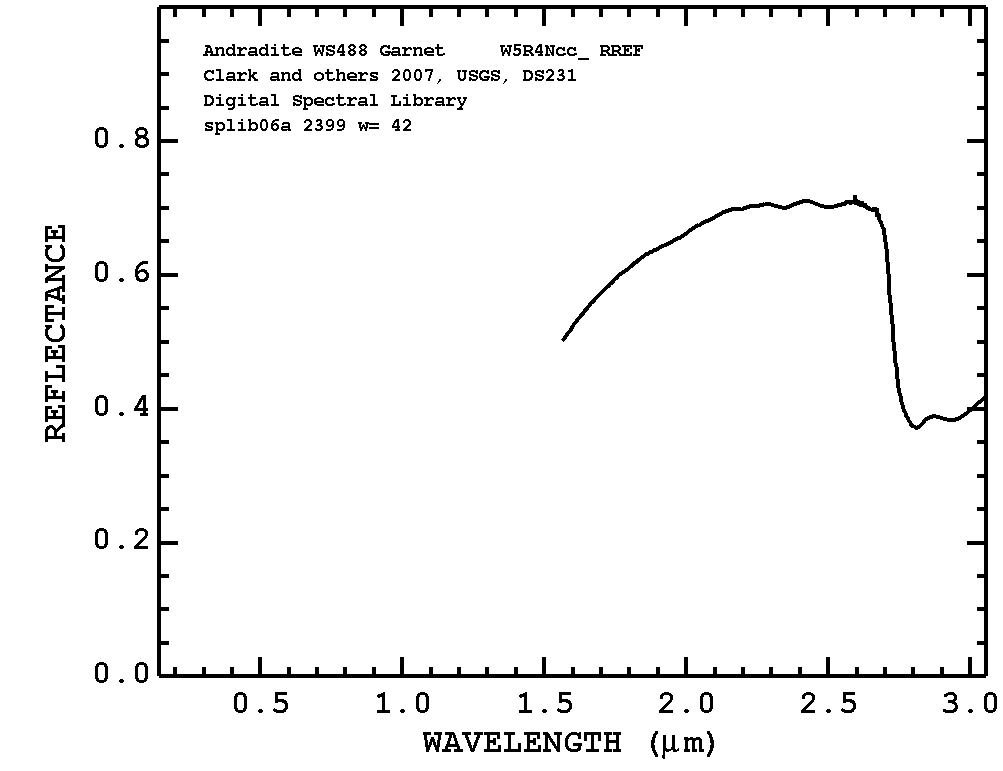 Andradite WS488 Garnet W5R4Ncc_ RREF
Clark and others 2007, USGS, DS231
Digital Spectral Library
splib06a 2399 w= 42
0.8
0.6
0.4
0.2
0.0
REFLECTANCE
0.5 1.0 1.5 2.0 2.5 3.0
WAVELENGTH (μm)